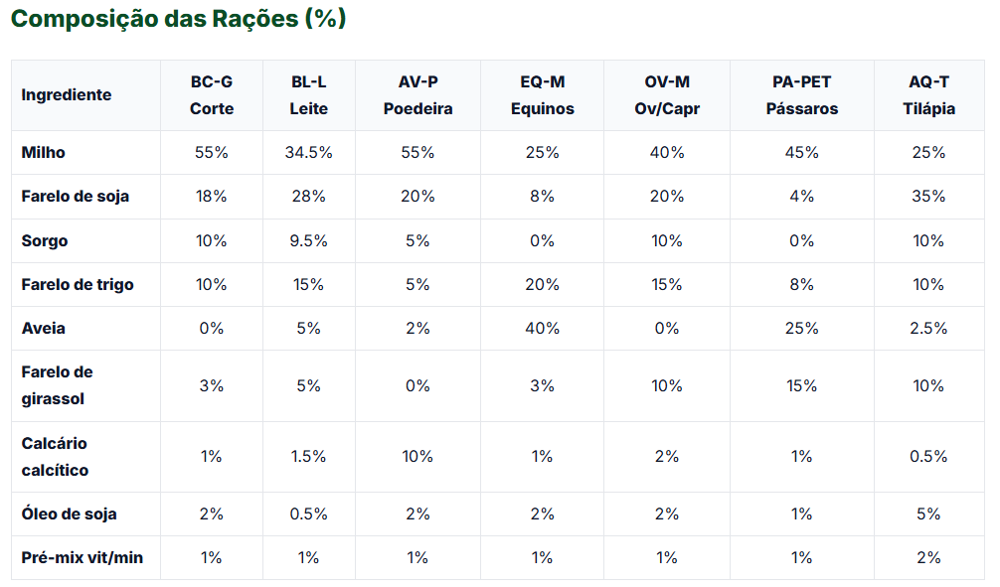 Composição das Rações (%)
Ingrediente BC-G Corte BL-L Leite AV-P Poedeira EQ-M Equinos OV-M Ov/Capr PA-PET Pássaros AQ-T Tilápia
Milho 55% 34.5% 55% 25% 40% 45% 25%
Farelo de soja 18% 28% 20% 8% 20% 4% 35%
Sorgo 10% 9.5% 5% 0% 10% 0% 10%
Farelo de trigo 10% 15% 5% 20% 15% 8% 10%
Aveia 0% 5% 2% 40% 0% 25% 2.5%
Farelo de girassol 3% 5% 0% 3% 10% 15% 10%
Calcário calcítico 1% 1.5% 10% 1% 2% 1% 0.5%
Óleo de soja 2% 0.5% 2% 2% 2% 1% 5%
Pré-mix vit/min 1% 1% 1% 1% 1% 1% 2%